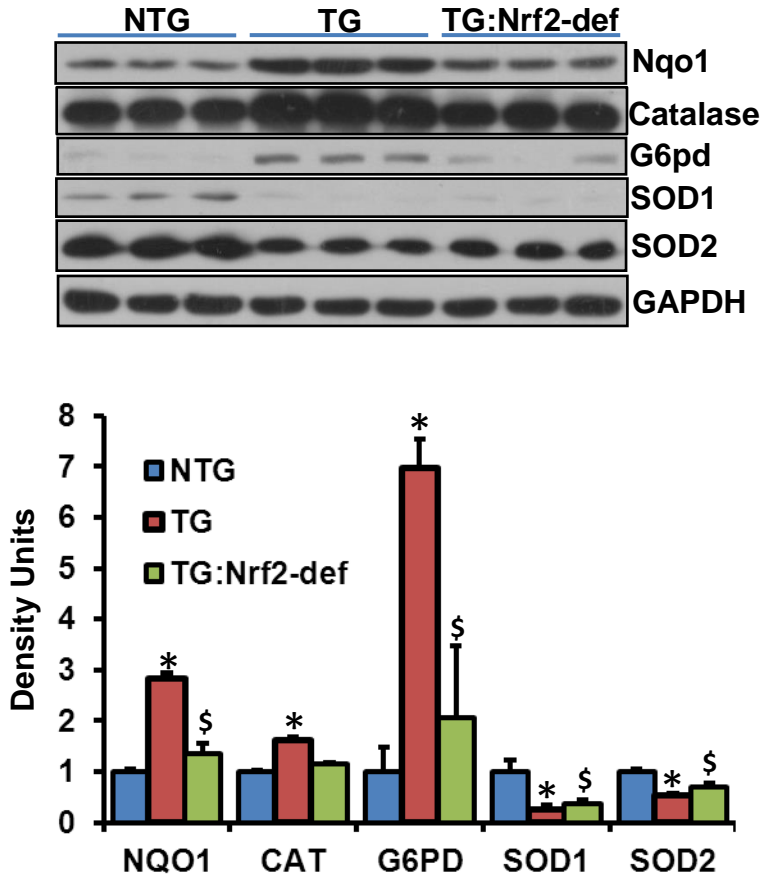 NTG TG TG:Nrf2-def
Nqo1
Catalase
G6pd
SOD1
SOD2
GAPDH
8
7
6
5
4
3
2
1
0
Density Units
NTG
TG
TG:Nrf2-def
* $
*
* $
* $
* $
NQO1 CAT G6PD SOD1 SOD2